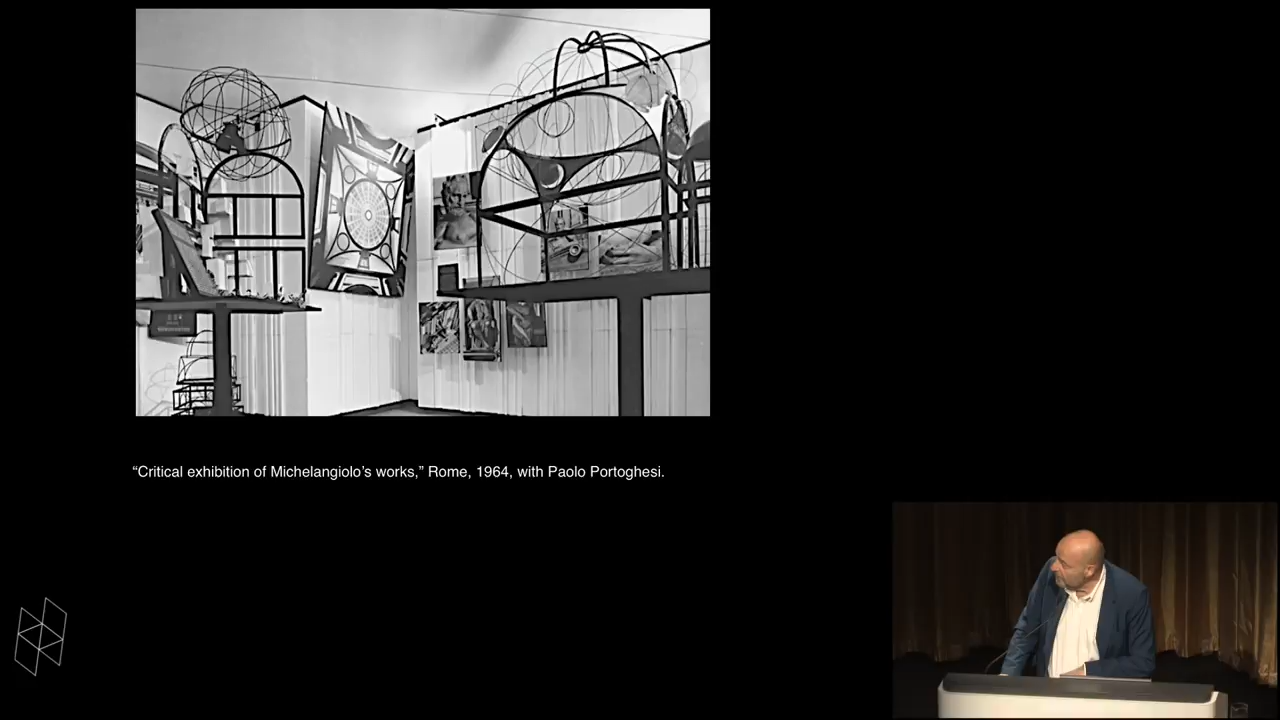 “Critical exhibition of Michelangiolo’s works,” Rome, 1964, with Paolo Portoghesi.